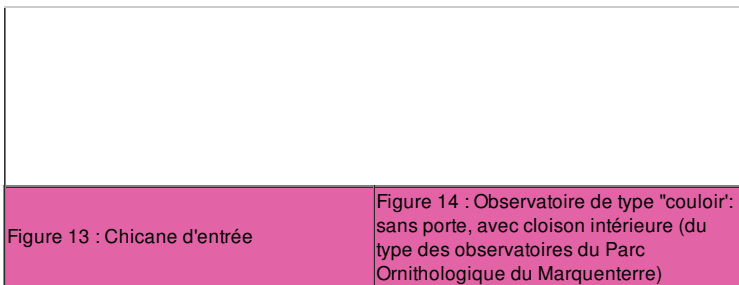 Figure 13 : Chicane d'entrée
Figure 14 : Observatoire de type "couloir':
sans porte, avec cloison intérieure (du
type des observatoires du Parc
Ornithologique du Marquenterre)